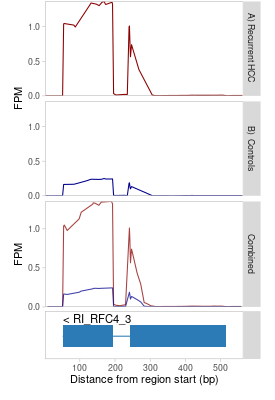 FPM
1.0
0.5
0.0
A) Recurrent HCC
1.0
0.5
0.0
B) Controls
FPM
1.0
0.5
0.0
Combined
< RI_RFC4_3
0 100 200 300 400 500
Distance from region start (bp)